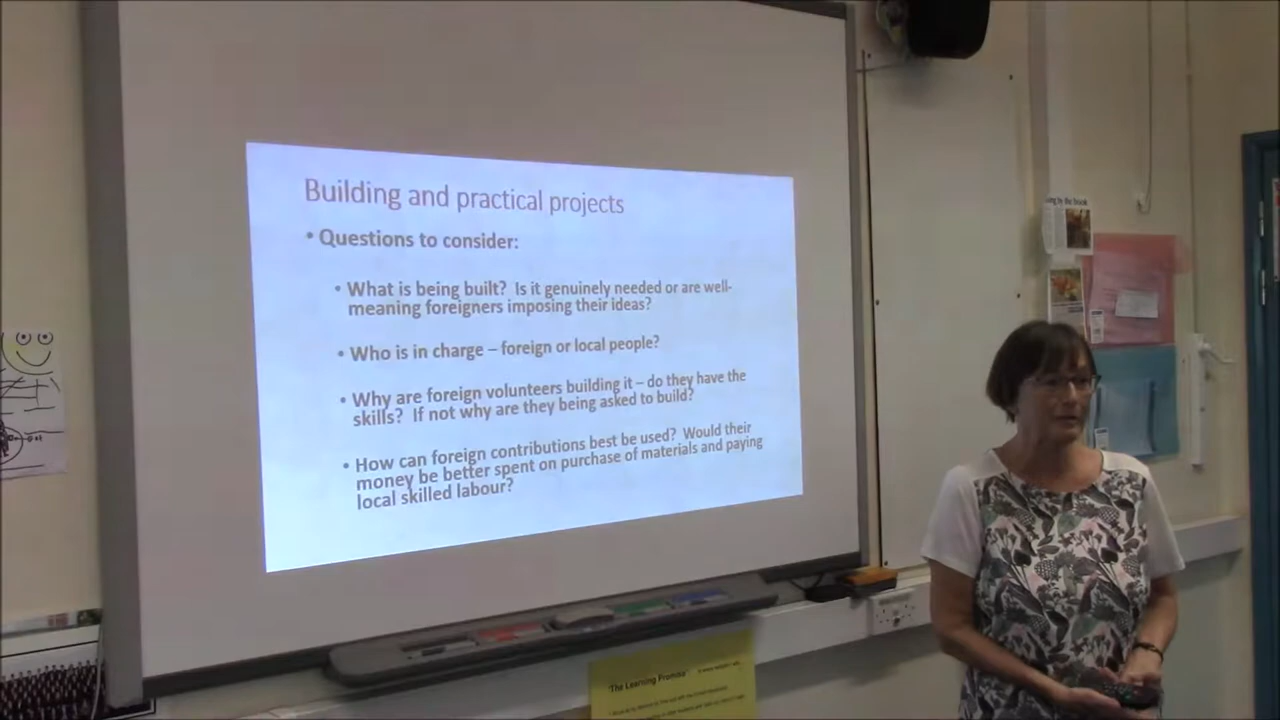 Building and practical projects
• Questions to consider:
• What is being built? Is it genuinely needed or are well-
meaning foreigners imposing their ideas?
• Who is in charge – foreign or local people?
• Why are foreign volunteers building it – do they have the
skills? If not why are they being asked to build?
• How can foreign contributions best be used? Would their
money be better spent on purchase of materials and paying
local skilled labour?
by the book
'The Learning Promise'